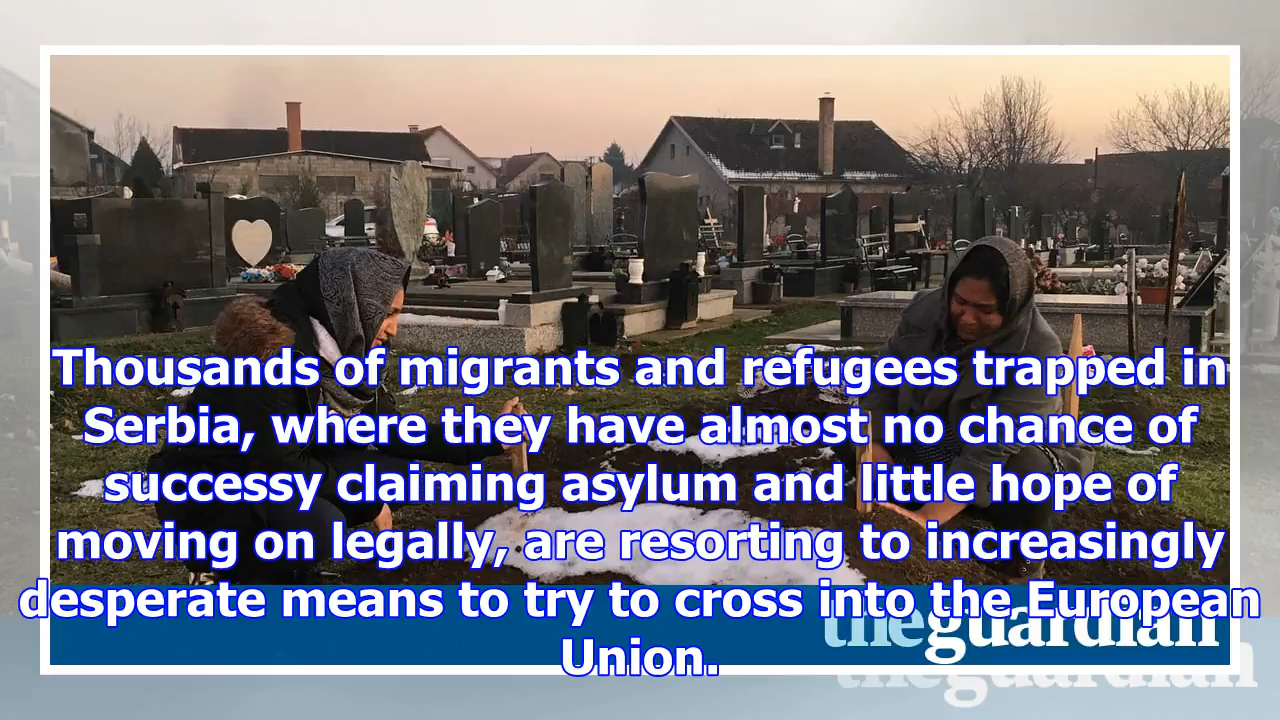 Thousands of migrants and refugees trapped in
Serbia, where they have almost no chance of
successy claiming asylum and little hope of
moving on legally, are resorting to increasingly
desperate means to try to cross into the European
Union.
theguardian
theguardian